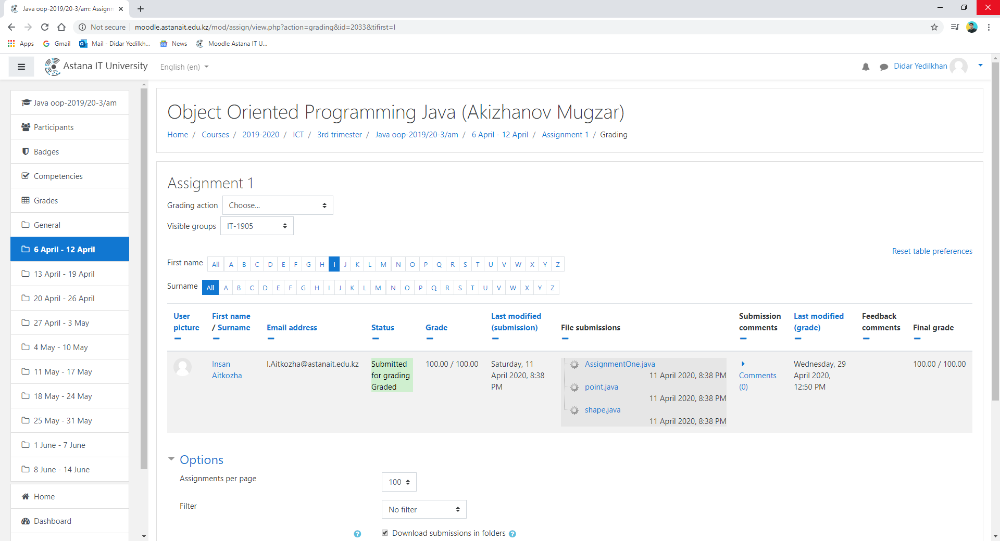 Java oop-2019/20-3/am: Assignm
Not secure | moodle.astanait.edu.kz/mod/assign/view.php?action=grading&id=2033&tifirst=I
Apps Gmail Mail - Didar Yedilkh... News Moodle Astana IT U...
Astana IT University English (en) Didar Yedilkhan
Java oop-2019/20-3/am
Participants
Badges
Competencies
Grades
General
6 April - 12 April
13 April - 19 April
20 April - 26 April
27 April - 3 May
4 May - 10 May
11 May - 17 May
18 May - 24 May
25 May - 31 May
1 June - 7 June
8 June - 14 June
Home
Dashboard
Object Oriented Programming Java (Akizhanov Mugzar)
Home / Courses / 2019-2020 / ICT / 3rd trimester / Java oop-2019/20-3/am / 6 April - 12 April / Assignment 1 / Grading
Assignment 1
Grading action Choose...
Visible groups IT-1905
Reset table preferences
First name All A B C D E F G H I J K L M N O P Q R S T U V W X Y Z
Surname All A B C D E F G H I J K L M N O P Q R S T U V W X Y Z
User picture
First name / Surname
Email address
Status
Grade
Last modified (submission)
File submissions
Submission comments
Last modified (grade)
Feedback comments
Final grade
Insan Aitkozha
I.Aitkozha@astanait.edu.kz
Submitted for grading
Graded
100.00 / 100.00
Saturday, 11 April 2020, 8:38 PM
AssignmentOne.java
11 April 2020, 8:38 PM
point.java
11 April 2020, 8:38 PM
shape.java
11 April 2020, 8:38 PM
Comments (0)
Wednesday, 29 April 2020, 12:50 PM
100.00 / 100.00
Options
Assignments per page 100
Filter No filter
Download submissions in folders